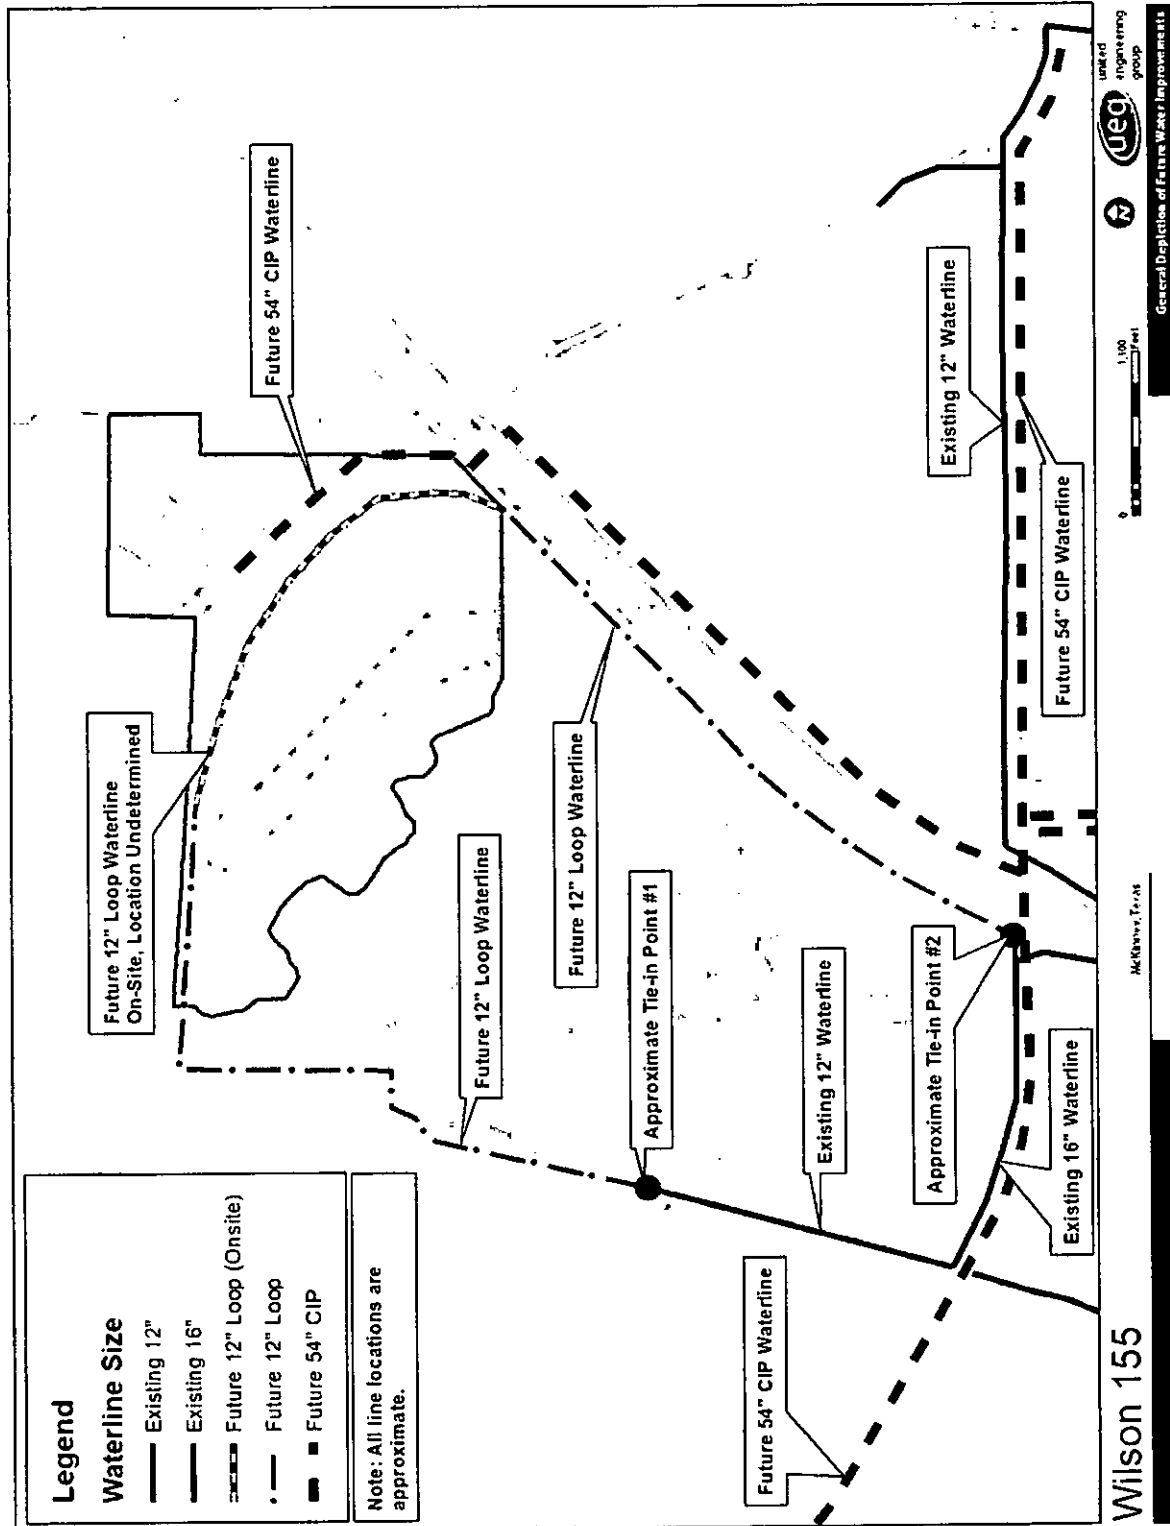 Legend
Waterline Size
Existing 12"
Existing 16"
Future 12" Loop (Onsite)
Future 12" Loop
Future 54" CIP
Note: All line locations are
approximate.
Future 12" Loop Waterline
On-Site, Location Undetermined
Future 54" CIP Waterline
Future 12" Loop Waterline
Future 12" Loop Waterline
Approximate Tie-in Point #1
Existing 12" Waterline
Approximate Tie-in Point #2
Existing 16" Waterline
Future 54" CIP Waterline
Existing 12" Waterline
Future 54" CIP Waterline
Wilson 155
McKinney, Texas
0
1,100
Feet
N
ueg
united
engineering
group
General Depiction of Future Water Improvements